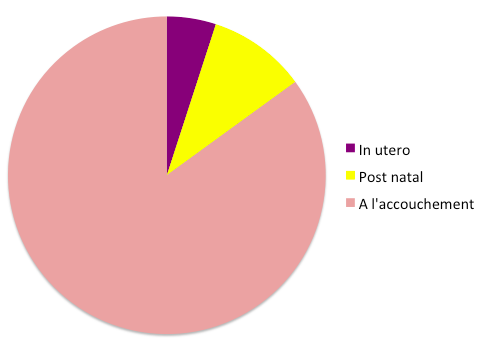 In utero
Post natal
A l'accouchement